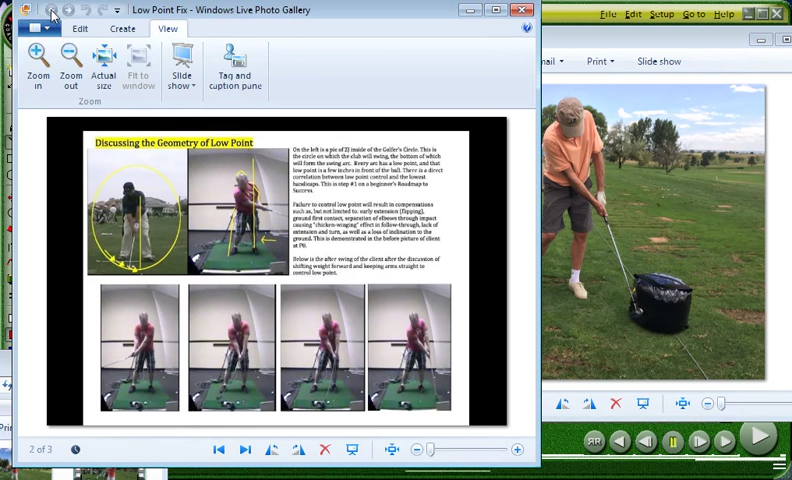 Low Point Fix - Windows Live Photo Gallery
File Edit Setup Go to Help
Edit Create View
Print Slide show
Zoom in
Zoom out
Actual size
Fit to window
Slide show
Tag and caption pane
Zoom
Discussing the Geometry of Low Point
On the left is a pic of ZJ inside of the Golfer's Circle. This is
the circle on which the club will swing, the bottom of which
will form the swing arc. Every arc has a low point, and that
low point is a few inches in front of the ball. There is a direct
correlation between low point control and the lowest
handicaps. This is step #1 on a beginner's Roadmap to
Success.
Failure to control low point will result in compensations
such as, but not limited to: early extension (flipping),
ground first contact, separation of elbows through impact
causing "chicken-winging" effect in follow-through, lack of
extension and turn, as well as a loss of inclination to the
ground. This is demonstrated in the before picture of client
at P8.
Below is the after swing of the client after the discussion of
shifting weight forward and keeping arms straight to
control low point.
2 of 3